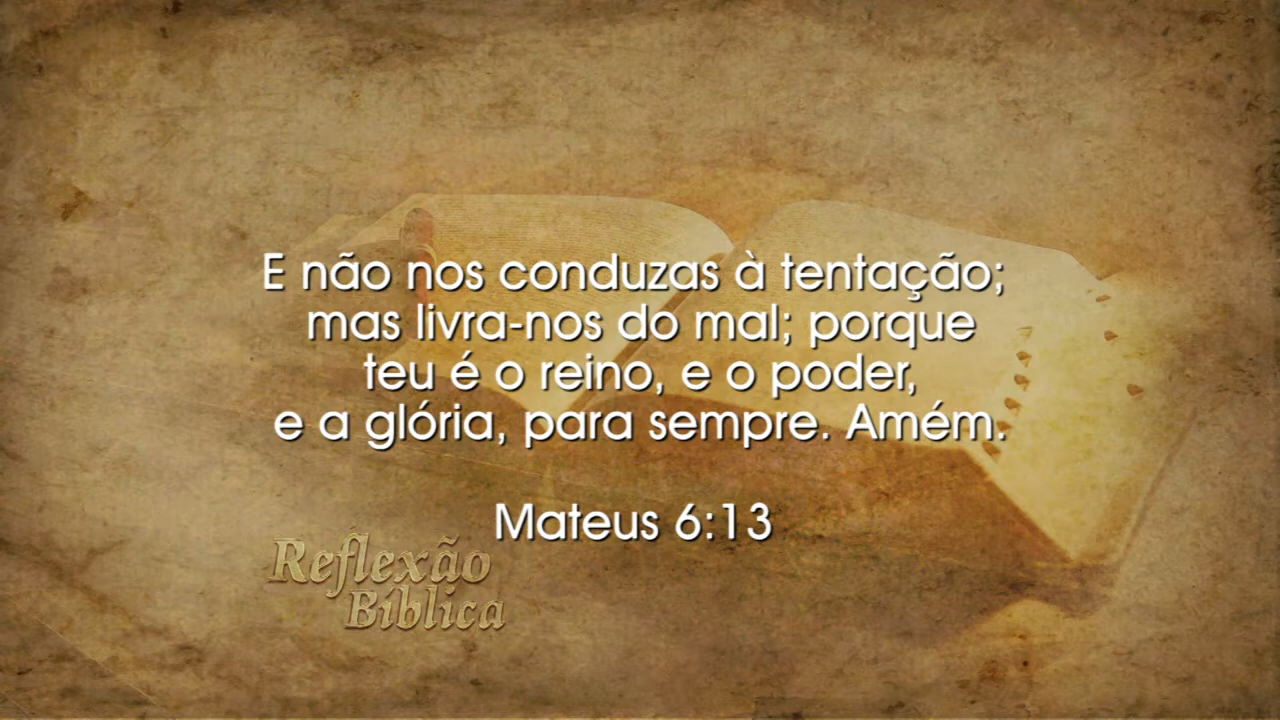 E não nos conduzas à tentação;
mas livra-nos do mal; porque
teu é o reino, e o poder,
e a glória, para sempre. Amém.
Mateus 6:13
Reflexão
Bíblica